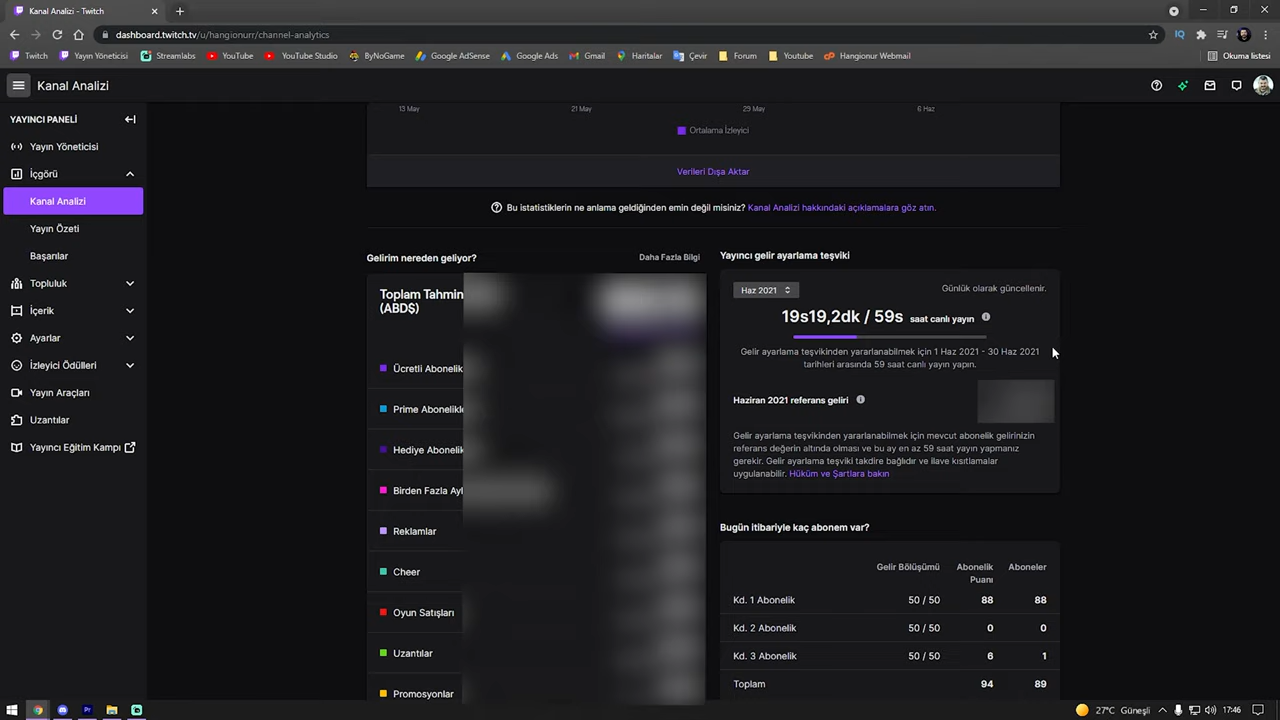 Kanal Analizi - Twitch
dashboard.twitch.tv/u/hangionurr/channel-analytics
Twitch
Yayın Yöneticisi
Streamlabs
YouTube
YouTube Studio
ByNoGame
Google AdSense
Google Ads
Gmail
Haritalar
Çevir
Forum
Youtube
Hangionur Webmail
Okuma listesi
Kanal Analizi
YAYINCI PANELİ
Yayın Yöneticisi
İçgörü
Kanal Analizi
Yayın Özeti
Başarılar
Topluluk
İçerik
Ayarlar
İzleyici Ödülleri
Yayın Araçları
Uzantılar
Yayıncı Eğitim Kampı
13 May
21 May
29 May
6 Haz
Ortalama İzleyici
Verileri Dışa Aktar
Bu istatistiklerin ne anlama geldiğinden emin değil misiniz? Kanal Analizi hakkındaki açıklamalara göz atın.
Gelirim nereden geliyor?
Daha Fazla Bilgi
Toplam Tahmin
(ABD$)
Ücretli Abonelik
Prime Abonelikle
Hediye Abonelik
Birden Fazla Ayl
Reklamlar
Cheer
Oyun Satışları
Uzantılar
Promosyonlar
Yayıncı gelir ayarlama teşviki
Haz 2021
Günlük olarak güncellenir.
19s19,2dk / 59s saat canlı yayın
Gelir ayarlama teşvikinden yararlanabilmek için 1 Haz 2021 - 30 Haz 2021
tarihleri arasında 59 saat canlı yayın yapın.
Haziran 2021 referans geliri
Gelir ayarlama teşvikinden yararlanabilmek için mevcut abonelik gelirinizin
referans değerin altında olması ve bu ay en az 59 saat yayın yapmanız
gerekir. Gelir ayarlama teşviki takdire bağlıdır ve ilave kısıtlamalar
uygulanabilir. Hüküm ve Şartlara bakın
Bugün itibariyle kaç abonem var?
Gelir Bölüşümü
Abonelik
Puanı
Aboneler
Kd. 1 Abonelik 50 / 50 88 88
Kd. 2 Abonelik 50 / 50 0 0
Kd. 3 Abonelik 50 / 50 6 1
Toplam 94 89
27°C Güneşli
17:46